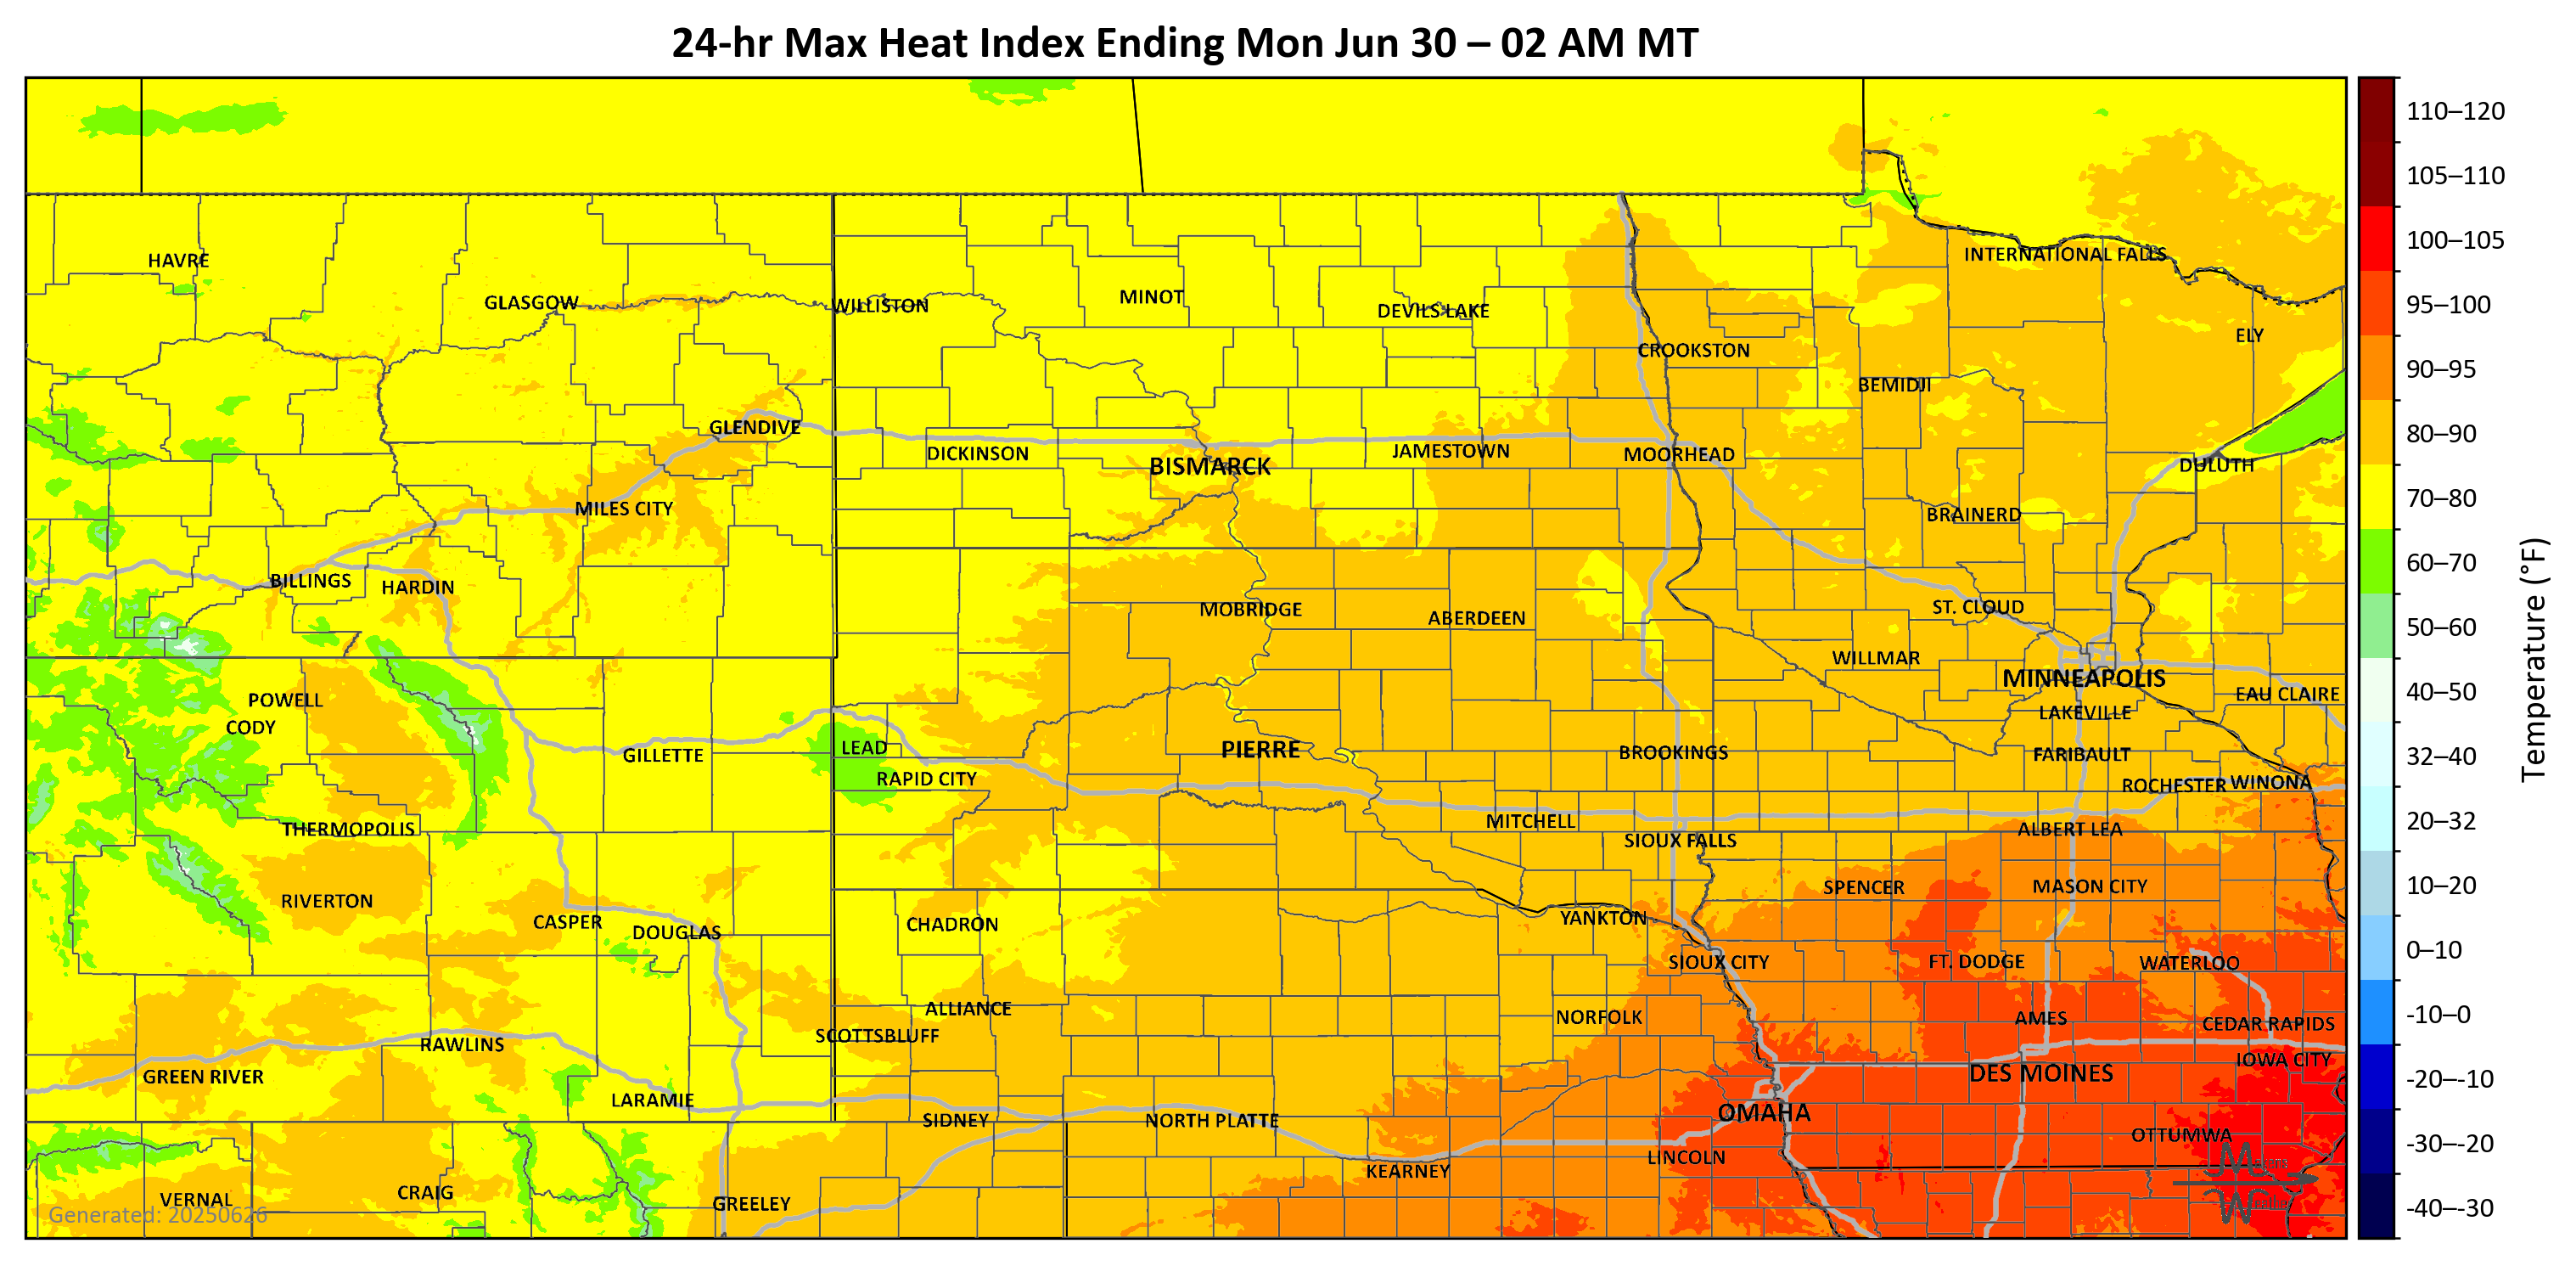 24-hr Max Heat Index Ending Mon Jun 30 – 02 AM MT
HAVRE
GLASGOW
WILLISTON
MINOT
DEVILS LAKE
CROOKSTON
INTERNATIONAL FALLS
ELY
BEMIDJI
GLENDIVE
DICKINSON
BISMARCK
JAMESTOWN
MOORHEAD
DULUTH
MILES CITY
BRAINERD
BILLINGS
HARDIN
MOBRIDGE
ABERDEEN
ST. CLOUD
WILLMAR
MINNEAPOLIS
EAU CLAIRE
POWELL
CODY
LAKEVILLE
GILLETTE
LEAD
RAPID CITY
PIERRE
BROOKINGS
FARIBAULT
ROCHESTER
WINONA
THERMOPOLIS
MITCHELL
SIOUX FALLS
ALBERT LEA
RIVERTON
CASPER
DOUGLAS
CHADRON
YANKTON
SPENCER
MASON CITY
SIOUX CITY
FT. DODGE
WATERLOO
ALLIANCE
SCOTTSBLUFF
NORFOLK
AMES
CEDAR RAPIDS
IOWA CITY
RAWLINS
GREEN RIVER
LARAMIE
SIDNEY
NORTH PLATTE
OMAHA
DES MOINES
OTTUMWA
KEARNEY
LINCOLN
VERNAL
CRAIG
GREELEY
Generated: 20250626
110–120
105–110
100–105
95–100
90–95
80–90
70–80
60–70
50–60
40–50
32–40
20–32
10–20
0–10
-10–0
-20–-10
-30–-20
-40–-30
Temperature (°F)